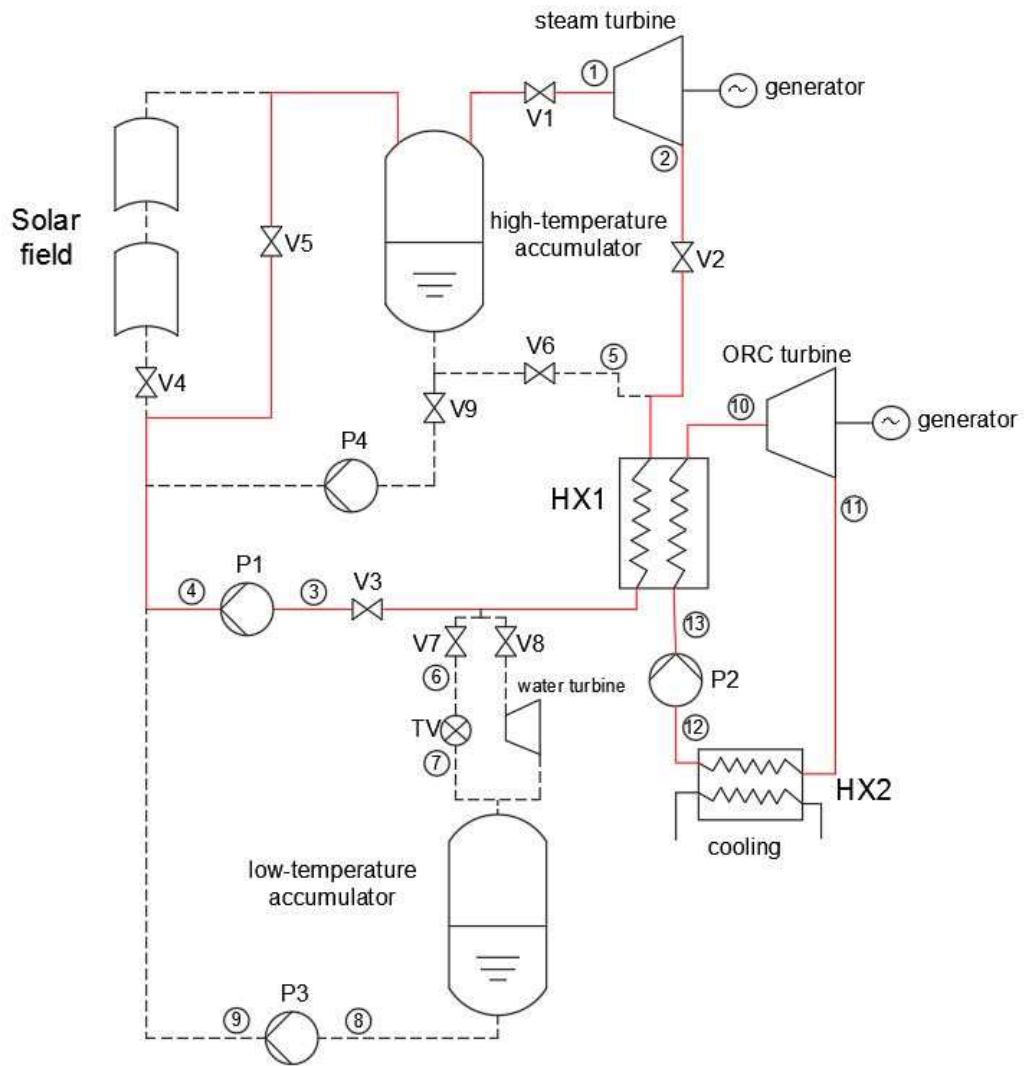 steam turbine
1
generator
V1
2
Solar
field
V5
high-temperature
accumulator
V2
V6
5
ORC turbine
V4
V9
10
generator
P4
HX1
11
P1
4
3
V3
13
V7
V8
6
water turbine
P2
TV
12
7
HX2
cooling
low-temperature
accumulator
P3
9
8